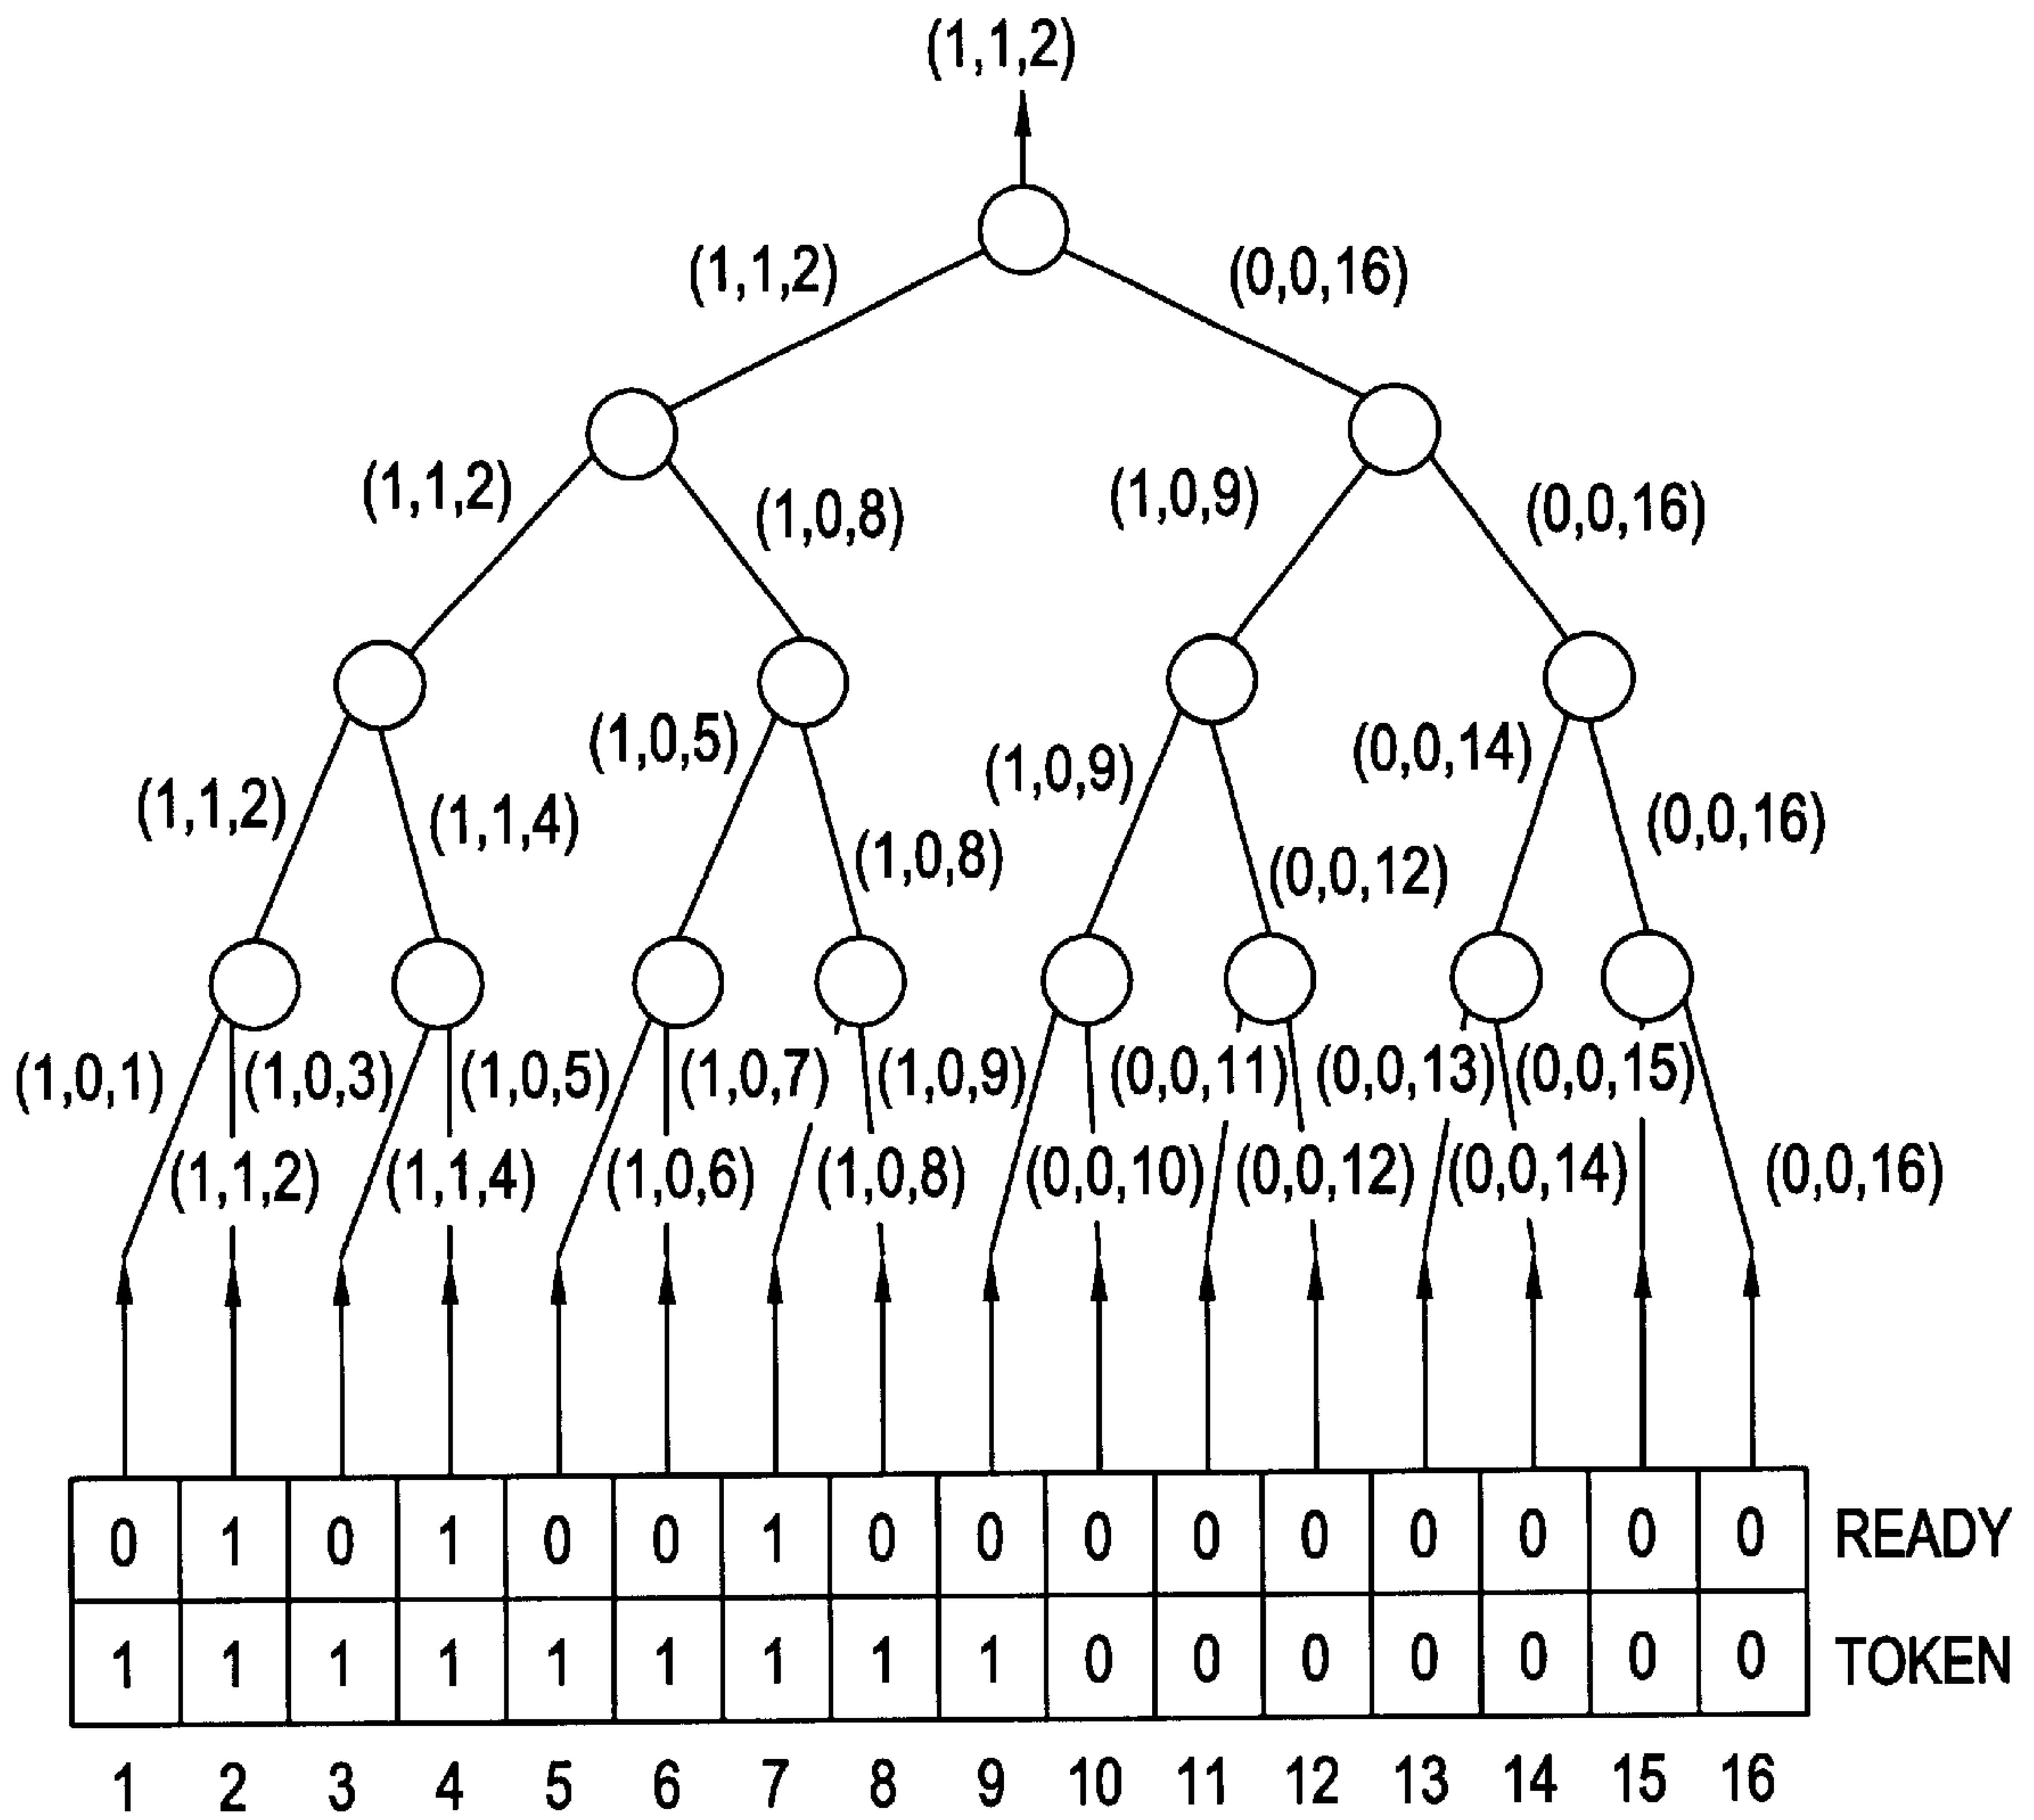 (1,1,2)
(1,1,2) (0,0,16)
(1,1,2) (1,0,8) (1,0,9) (0,0,16)
(1,1,2) (1,1,4) (1,0,5) (1,0,8) (1,0,9) (0,0,12) (0,0,14) (0,0,16)
(1,0,1) (1,0,3) (1,0,5) (1,0,7) (1,0,9) (0,0,11) (0,0,13) (0,0,15)
(1,1,2) (1,1,4) (1,0,6) (1,0,8) (0,0,10) (0,0,12) (0,0,14) (0,0,16)
0 1 0 1 0 0 1 0 0 0 0 0 0 0 0 0 READY
1 1 1 1 1 1 1 1 1 0 0 0 0 0 0 0 TOKEN
1 2 3 4 5 6 7 8 9 10 11 12 13 14 15 16